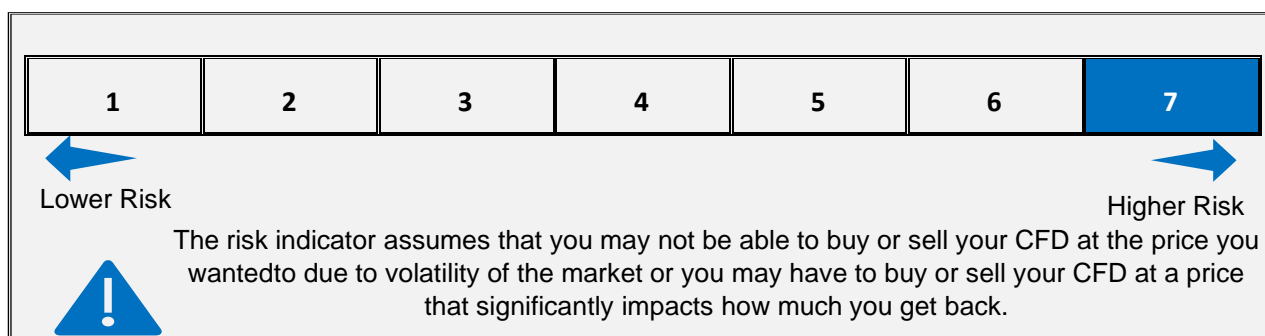 1 2 3 4 5 6 7
Lower Risk
Higher Risk
The risk indicator assumes that you may not be able to buy or sell your CFD at the price you
wantedto due to volatility of the market or you may have to buy or sell your CFD at a price
that significantly impacts how much you get back.